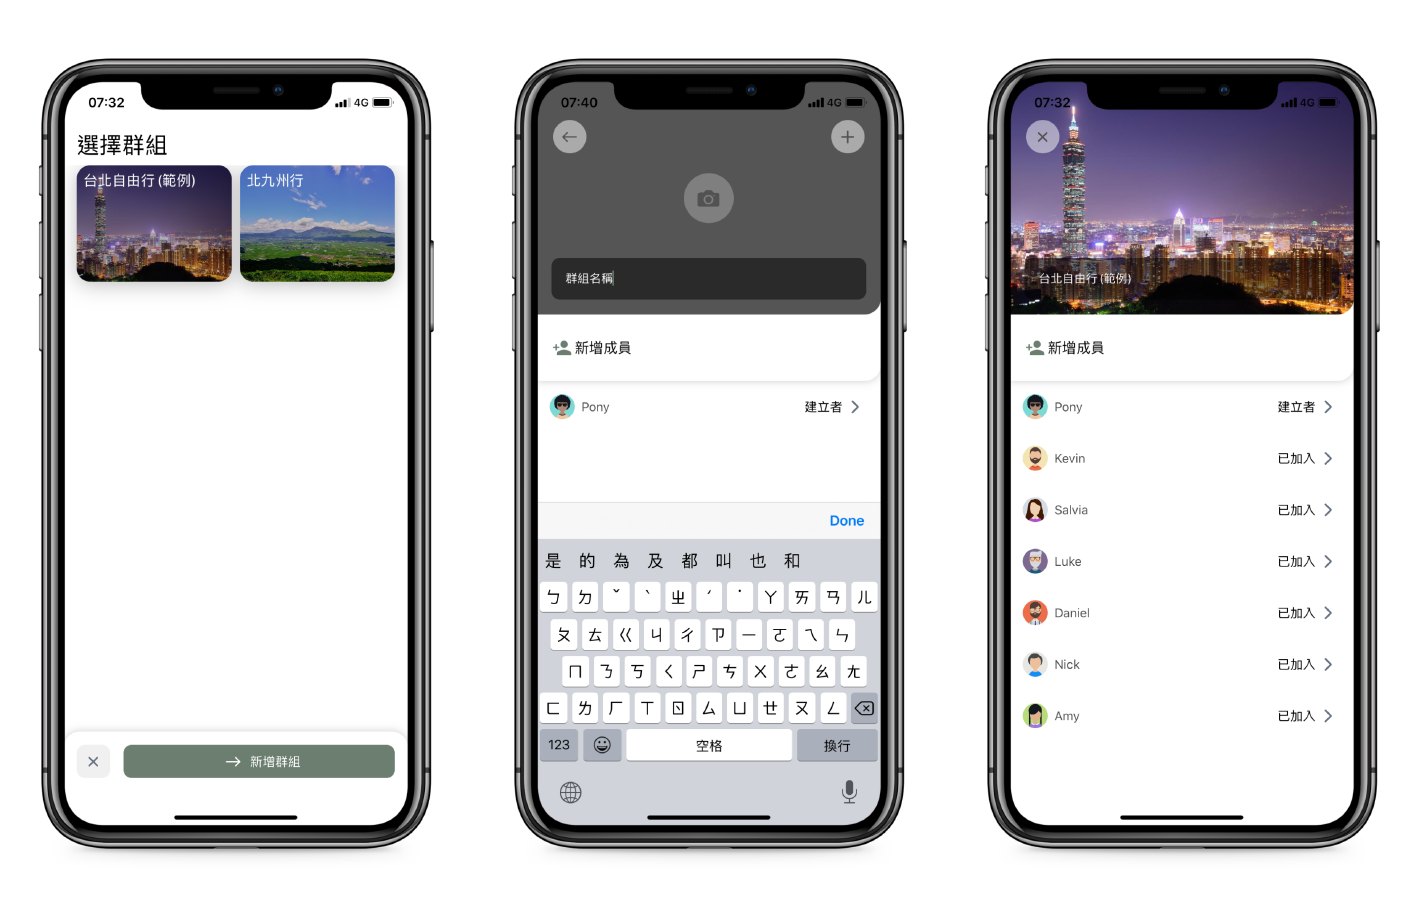 07:32
4G
選擇群組
台北自由行 (範例)
北九州行
新增群組
07:40
4G
群組名稱
新增成員
Pony 建立者
Done
是 的 為 及 都 叫 也 和
ㄅ ㄉ ˇ ˋ ㄓ ˊ ˙ ㄚ ㄞ ㄢ ㄦ
ㄆ ㄊ ㄍ ㄐ ㄔ ㄗ ㄧ ㄛ ㄟ ㄣ
ㄇ ㄋ ㄎ ㄑ ㄕ ㄘ ㄨ ㄜ ㄠ ㄤ
ㄈ ㄌ ㄏ ㄒ ㄖ ㄙ ㄩ ㄝ ㄡ ㄥ
123 空格 換行
07:32
4G
台北自由行 (範例)
新增成員
Pony 建立者
Kevin 已加入
Salvia 已加入
Luke 已加入
Daniel 已加入
Nick 已加入
Amy 已加入